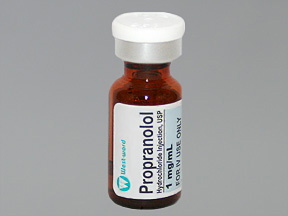 West-ward
Propranolol
Hydrochloride Injection, USP
1 mg/mL
FOR IV USE ONLY